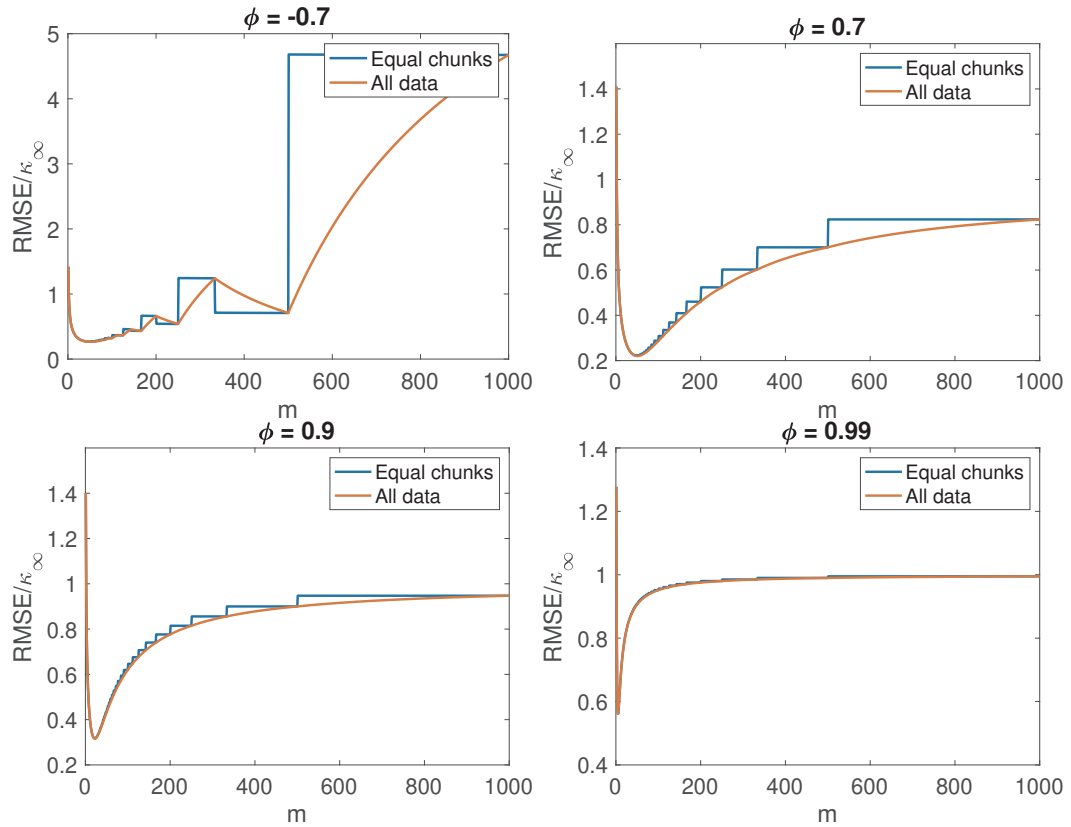 ϕ = -0.7
RMSE/κ∞
5
4
3
2
1
0
Equal chunks
All data
0 200 400 600 800 1000
m
ϕ = 0.7
RMSE/κ∞
1.4
1.2
1
0.8
0.6
0.4
0.2
Equal chunks
All data
0 200 400 600 800 1000
m
ϕ = 0.9
RMSE/κ∞
1.4
1.2
1
0.8
0.6
0.4
0.2
Equal chunks
All data
0 200 400 600 800 1000
m
ϕ = 0.99
RMSE/κ∞
1.4
1.2
1
0.8
0.6
0.4
Equal chunks
All data
0 200 400 600 800 1000
m